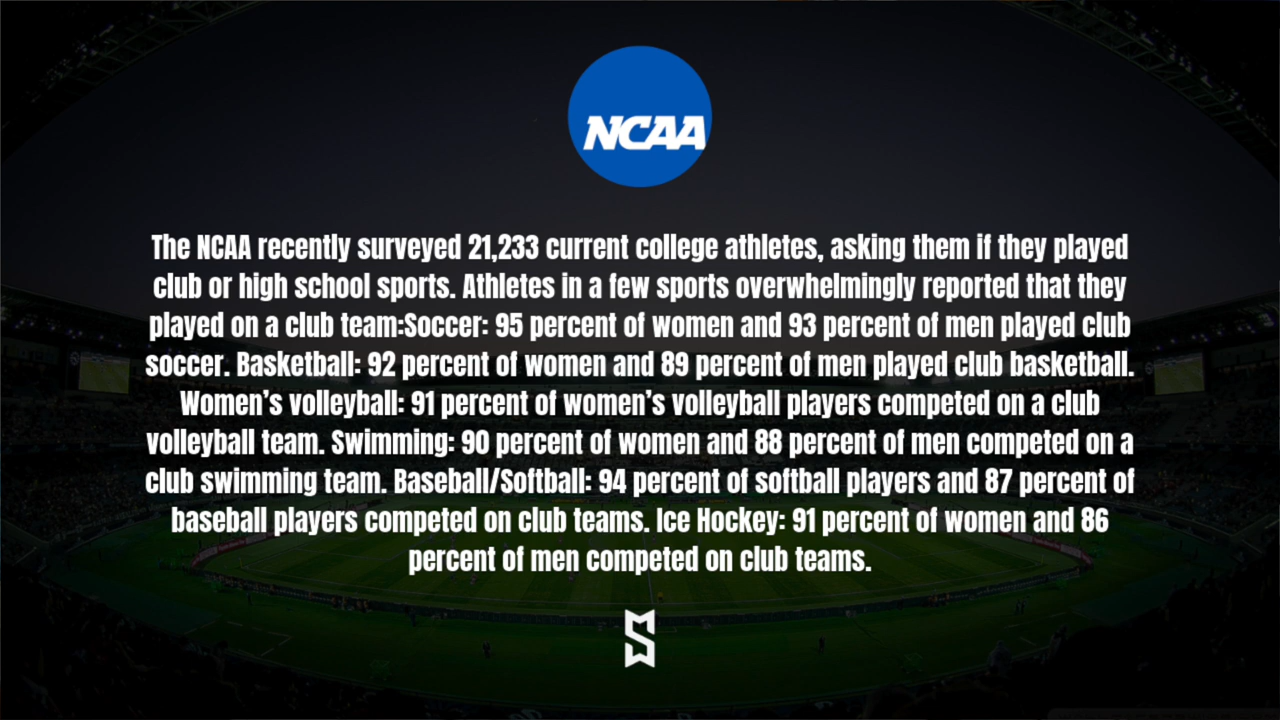 NCAA
The NCAA recently surveyed 21,233 current college athletes, asking them if they played
club or high school sports. Athletes in a few sports overwhelmingly reported that they
played on a club team:Soccer: 95 percent of women and 93 percent of men played club
soccer. Basketball: 92 percent of women and 89 percent of men played club basketball.
Women’s volleyball: 91 percent of women’s volleyball players competed on a club
volleyball team. Swimming: 90 percent of women and 88 percent of men competed on a
club swimming team. Baseball/Softball: 94 percent of softball players and 87 percent of
baseball players competed on club teams. Ice Hockey: 91 percent of women and 86
percent of men competed on club teams.
S